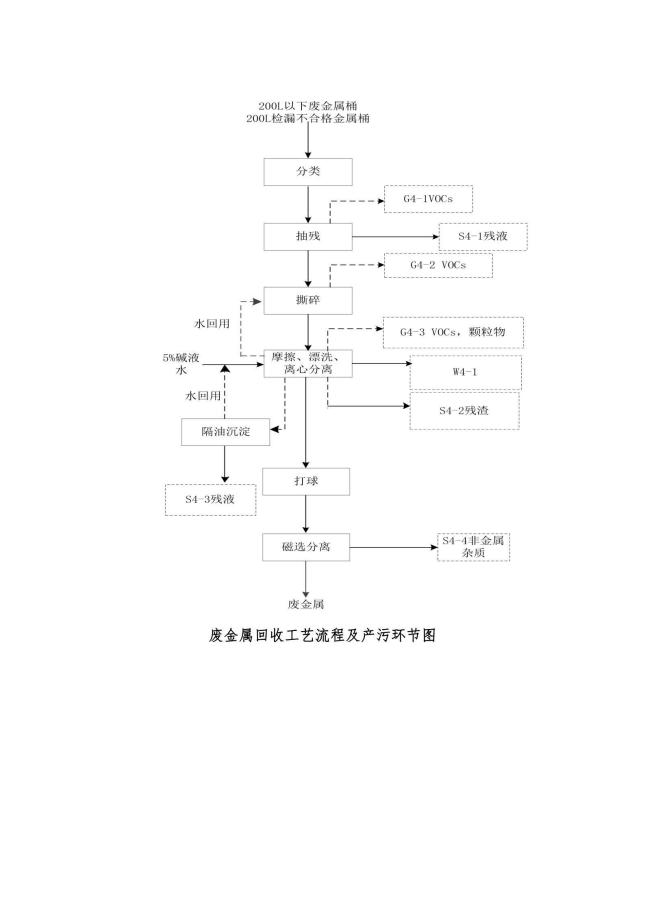 200L以下废金属桶
200L检漏不合格金属桶
分类
G4-1VOCs
抽残
S4-1残液
G4-2 VOCs
撕碎
水回用
G4-3 VOCs，颗粒物
5%碱液
水
摩擦、漂洗、
离心分离
W4-1
水回用
S4-2残渣
隔油沉淀
打球
S4-3残液
磁选分离
S4-4非金属
杂质
废金属
废金属回收工艺流程及产污环节图